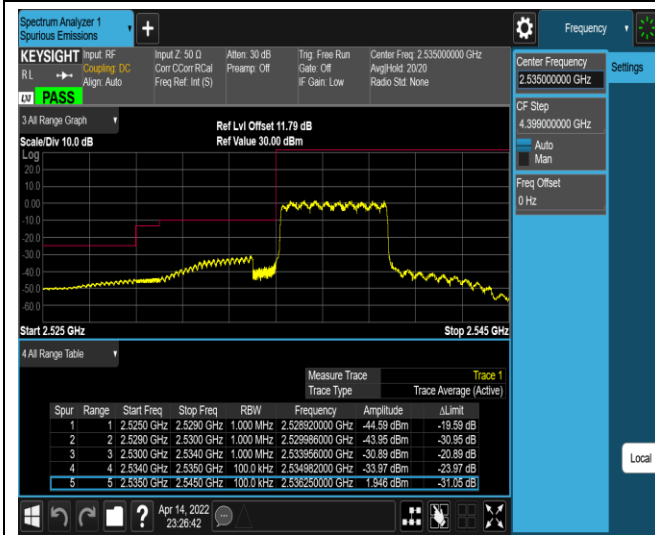 Spectrum Analyzer 1
Spurious Emissions
Frequency
KEYSIGHT Input: RF Input Z: 50 Ω Atten: 30 dB Trig: Free Run Center Freq: 2.535000000 GHz
RL Coupling: DC Corr CCorr RCal Preamp: Off Gate: Off Avg|Hold: 20/20
Align: Auto Freq Ref: Int (S) IF Gain: Low Radio Std: None
LXI PASS
Center Frequency
2.535000000 GHz
Settings
CF Step
4.399000000 GHz
Auto
Man
Freq Offset
0 Hz
3 All Range Graph
Ref Lvl Offset 11.79 dB
Scale/Div 10.0 dB Ref Value 30.00 dBm
Log
20.0
10.0
0.00
-10.0
-20.0
-30.0
-40.0
-50.0
-60.0
Start 2.525 GHz Stop 2.545 GHz
4 All Range Table
Measure Trace Trace 1
Trace Type Trace Average (Active)
Spur Range Start Freq Stop Freq RBW Frequency Amplitude ΔLimit
1 1 2.5250 GHz 2.5290 GHz 1.000 MHz 2.528920000 GHz -44.59 dBm -19.59 dB
2 2 2.5290 GHz 2.5300 GHz 1.000 MHz 2.529986000 GHz -43.95 dBm -30.95 dB
3 3 2.5300 GHz 2.5340 GHz 1.000 MHz 2.533956000 GHz -30.89 dBm -20.89 dB
4 4 2.5340 GHz 2.5350 GHz 100.0 kHz 2.534982000 GHz -33.97 dBm -23.97 dB
5 5 2.5350 GHz 2.5450 GHz 100.0 kHz 2.536250000 GHz 1.946 dBm -31.05 dB
Local
Apr 14, 2022
23:26:42